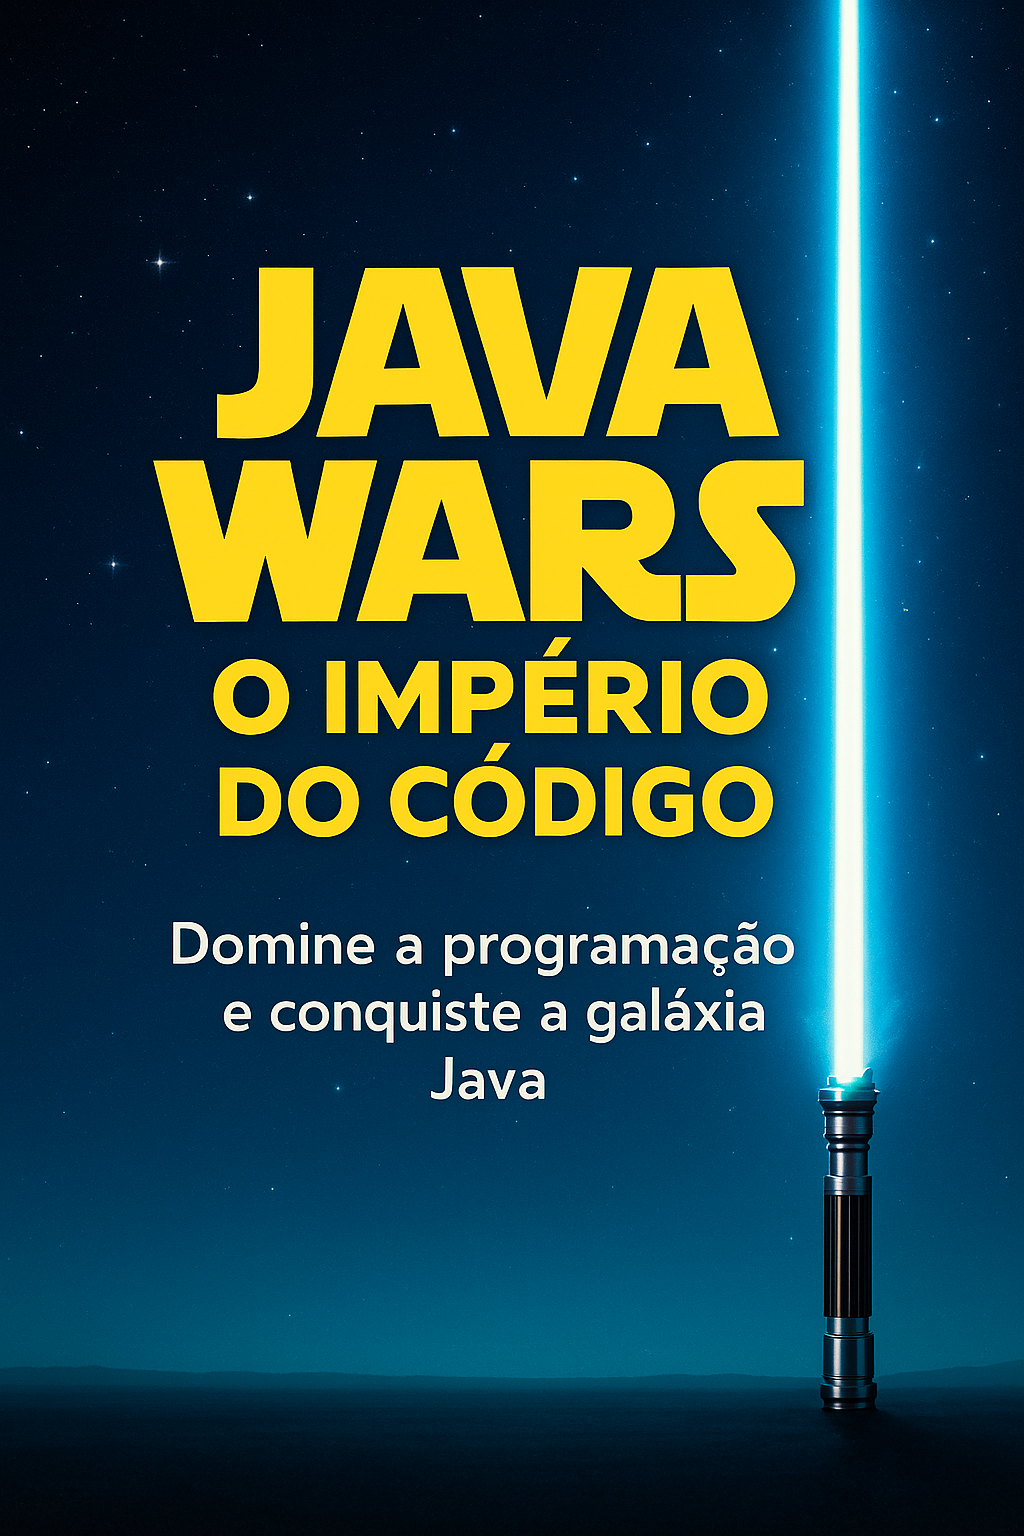 JAVA
WARS
O IMPÉRIO
DO CÓDIGO
Domine a programação
e conquiste a galáxia
Java